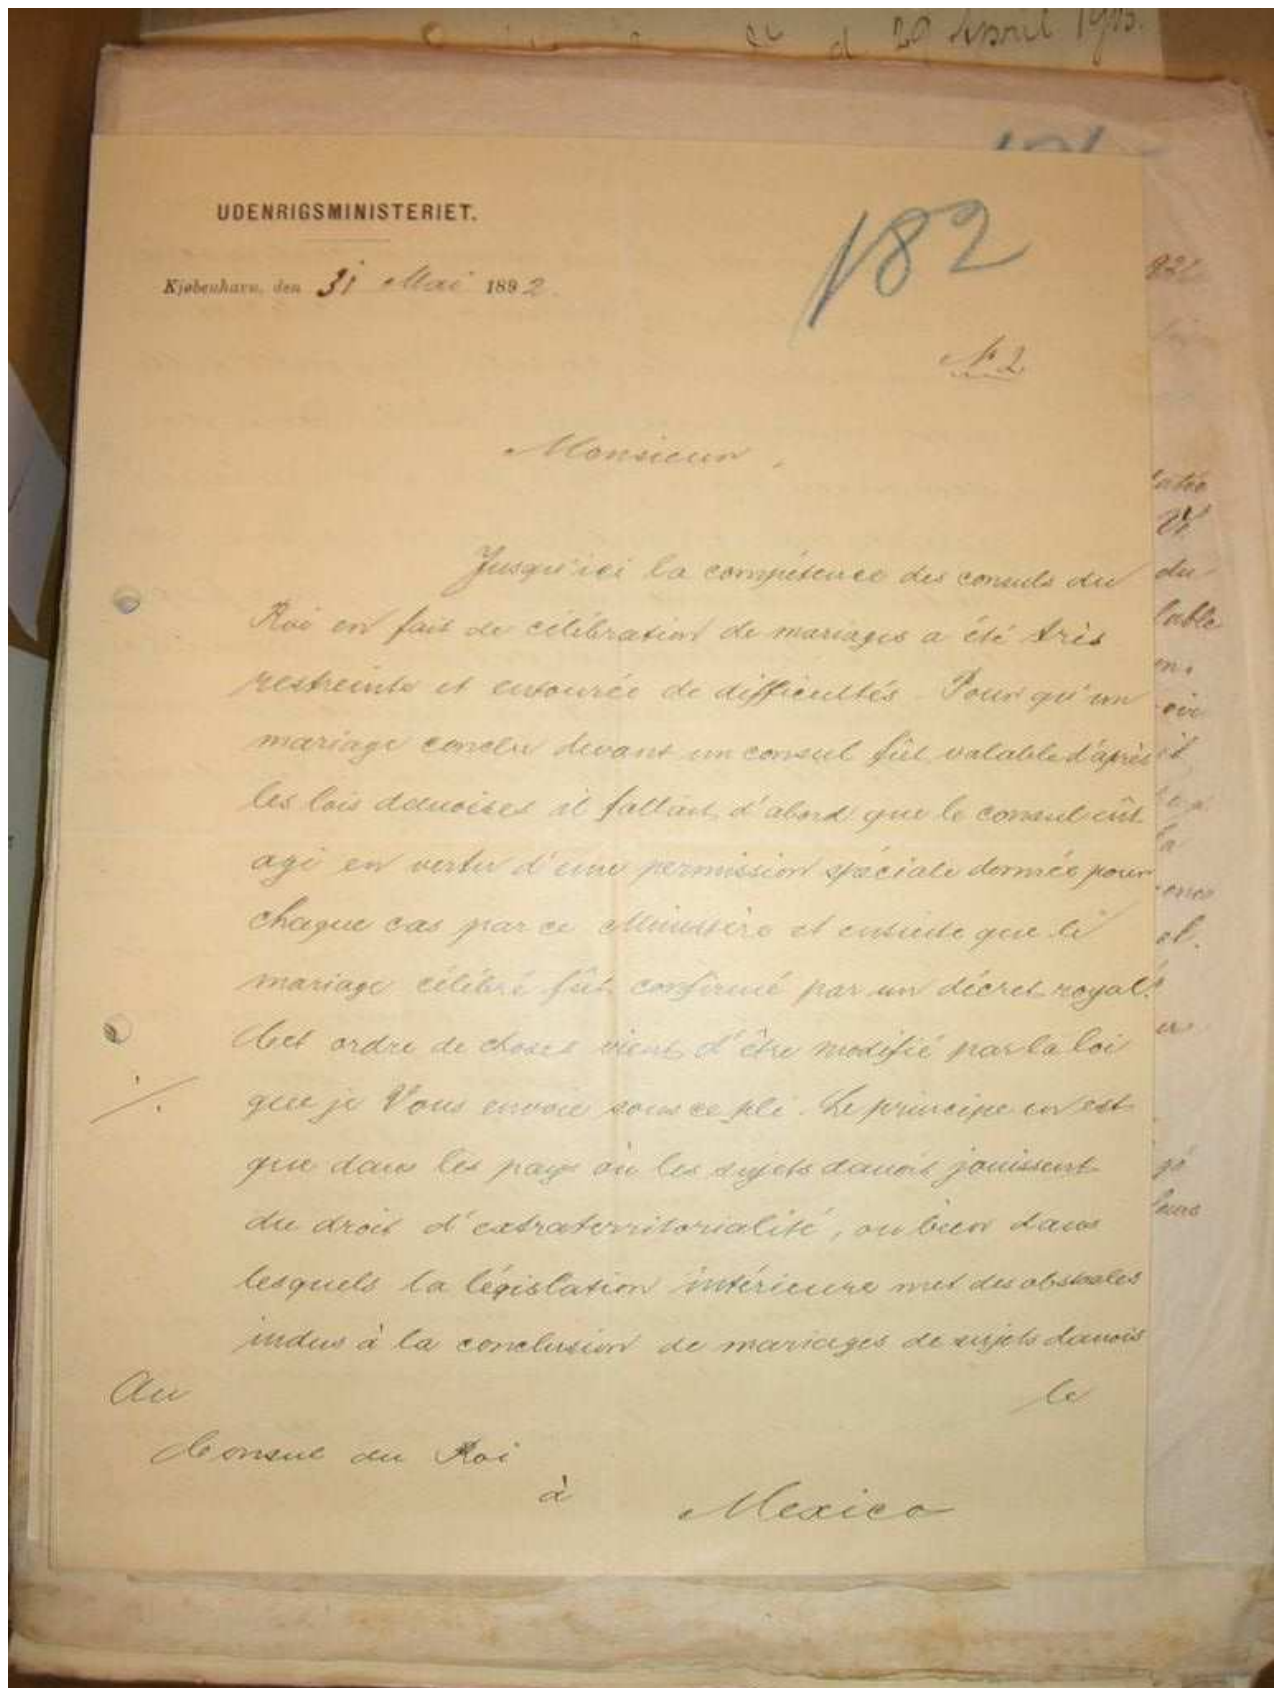 29 April 19
UDENRIGSMINISTERIET.
182
Kjøbenhavn, den 31 Mai 1892.
№ 2
Monsieur,
Jusqu'ici la compétence des consuls du
Roi en fait de célébration de mariages a été très
restreinte et entourée de difficultés. Pour qu'un
mariage conclu devant un consul fût valable d'après
les lois danoises il fallait d'abord que le consul eût
agi en vertu d'une permission spéciale donnée pour
chaque cas par ce Ministère et ensuite que le
mariage célébré fût confirmé par un décret royal.
Cet ordre de choses vient d'être modifié par la loi
que je Vous envoie sous ce pli. Le principe en est
que dans les pays où les sujets danois jouissent
du droit d'extraterritorialité, ou bien dans
lesquels la législation intérieure met des obstacles
indus à la conclusion de mariages de sujets danois
Au
le
Consul du Roi
à
Mexico